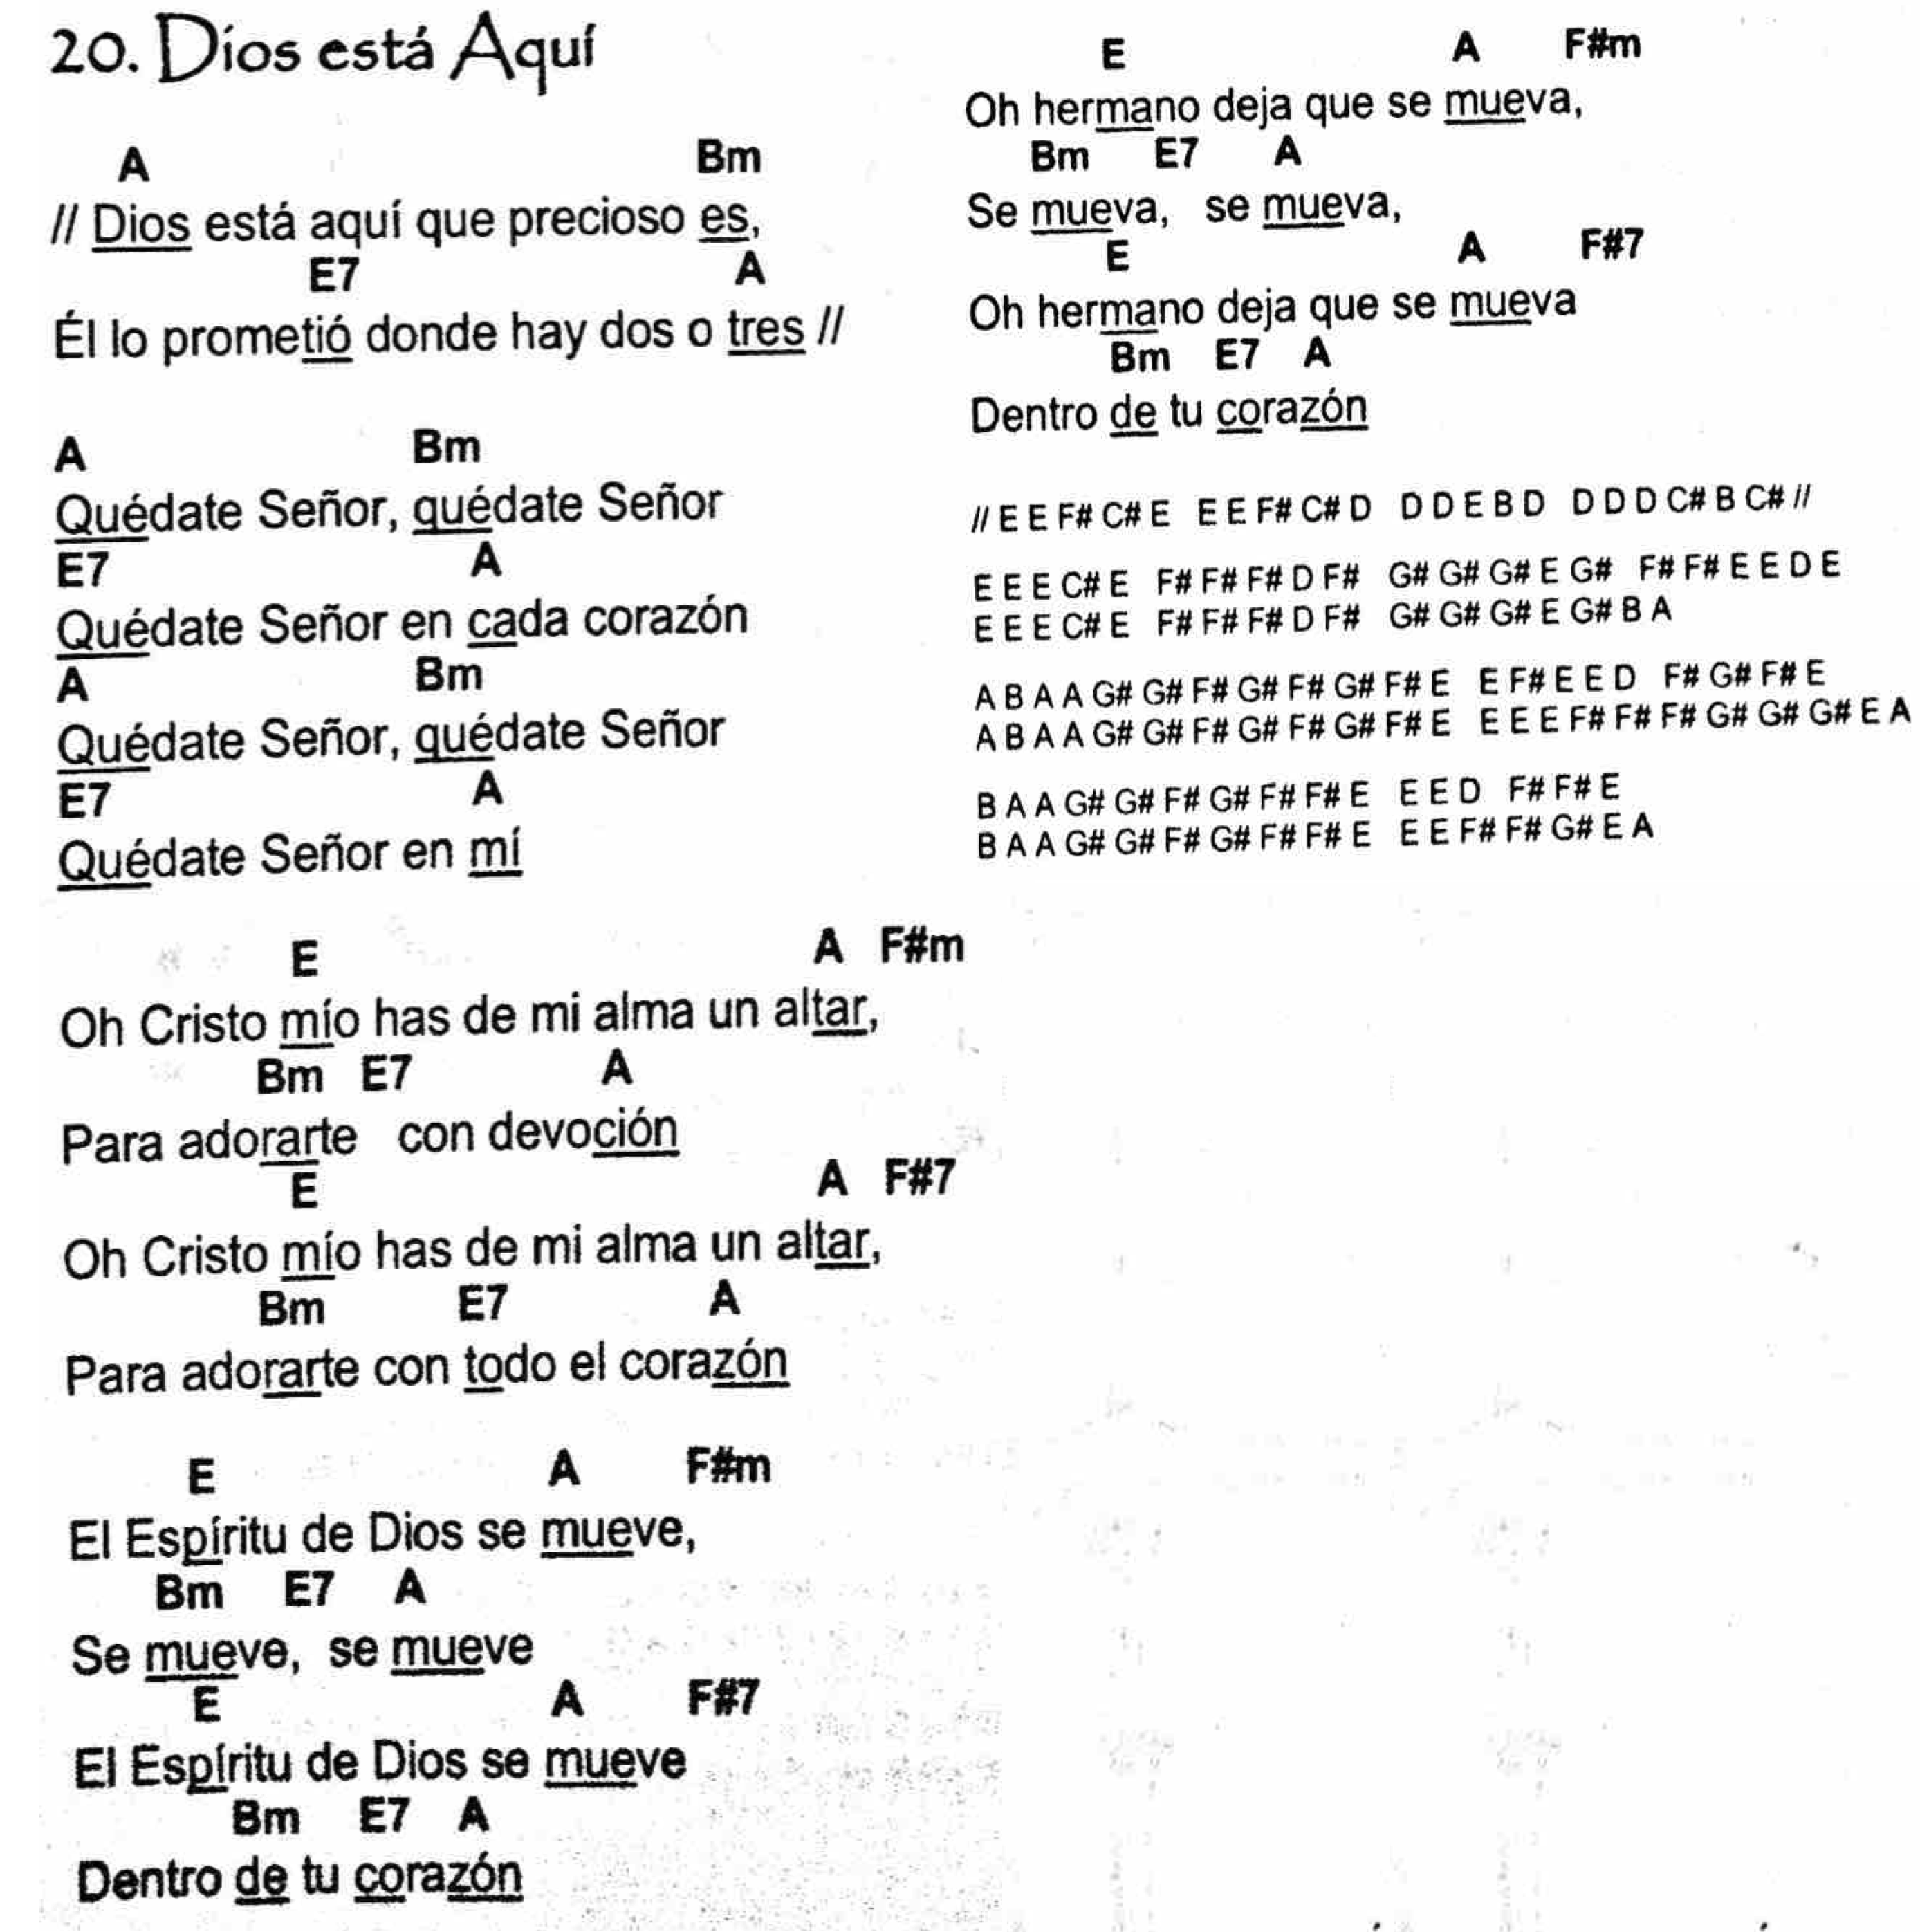 20. Dios está Aquí
A Bm
// Dios está aquí que precioso es,
E7 A
Él lo prometió donde hay dos o tres //
A Bm
Quédate Señor, quédate Señor
E7 A
Quédate Señor en cada corazón
A Bm
Quédate Señor, quédate Señor
E7 A
Quédate Señor en mí
E A F#m
Oh Cristo mío has de mi alma un altar,
Bm E7 A
Para adorarte con devoción
E A F#7
Oh Cristo mío has de mi alma un altar,
Bm E7 A
Para adorarte con todo el corazón
E A F#m
El Espíritu de Dios se mueve,
Bm E7 A
Se mueve, se mueve
E A F#7
El Espíritu de Dios se mueve
Bm E7 A
Dentro de tu corazón
E A F#m
Oh hermano deja que se mueva,
Bm E7 A
Se mueva, se mueva,
E A F#7
Oh hermano deja que se mueva
Bm E7 A
Dentro de tu corazón
// E E F# C# E E E F# C# D D D E B D D D D C# B C# //
E E E C# E F# F# F# D F# G# G# G# E G# F# F# E E D E
E E E C# E F# F# F# D F# G# G# G# E G# B A
A B A A G# G# F# G# F# G# F# E E F# E E D F# G# F# E
A B A A G# G# F# G# F# G# F# E E E E F# F# F# G# G# G# E A
B A A G# G# F# G# F# F# E E E D F# F# E
B A A G# G# F# G# F# F# E E E F# F# G# E A